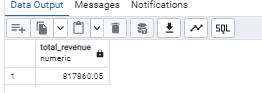 Data Output Messages Notifications
SQL
total_revenue
numeric
1 817860.05